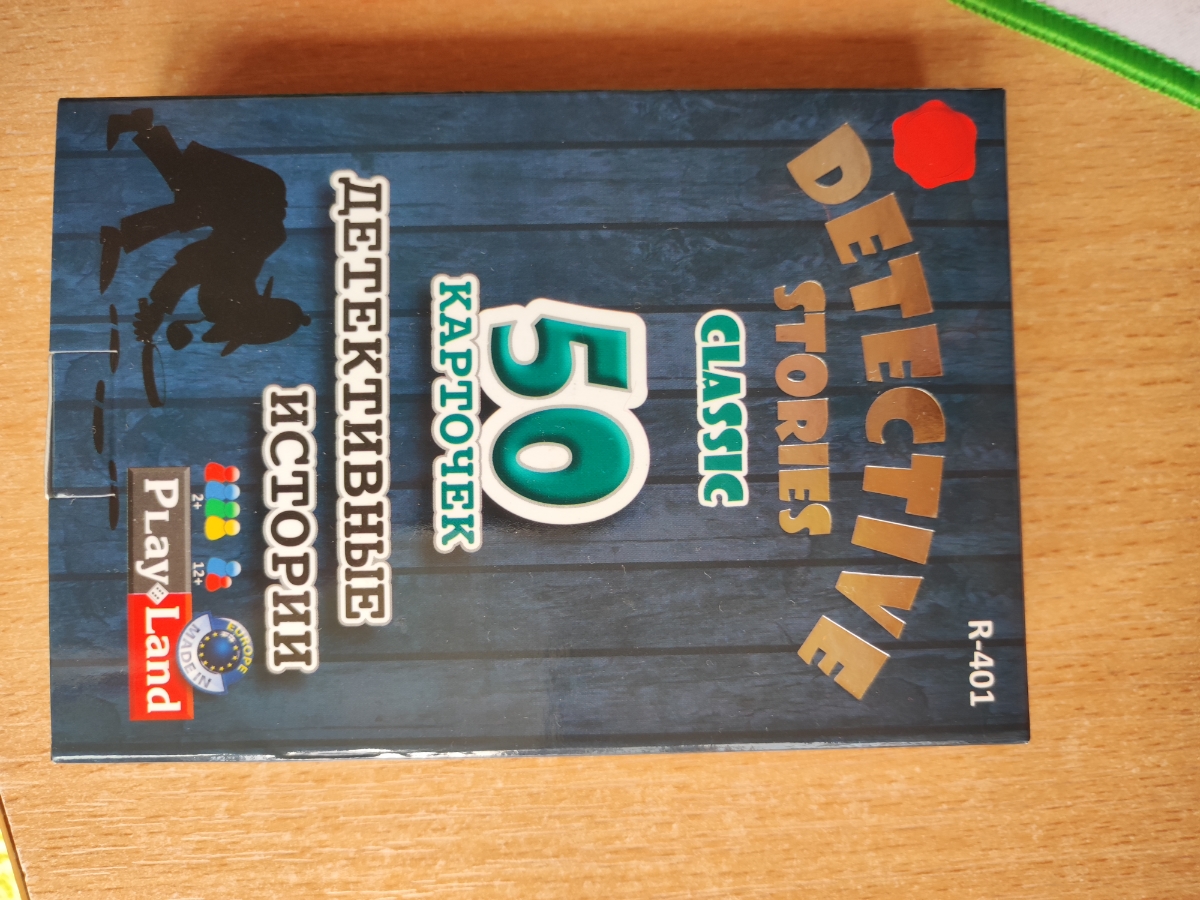 R-401
DETECTIVE
STORIES
CLASSIC
50
КАРТОЧЕК
ДЕТЕКТИВНЫЕ
ИСТОРИИ
2+
12+
EUROPE
MADE IN
PLay Land